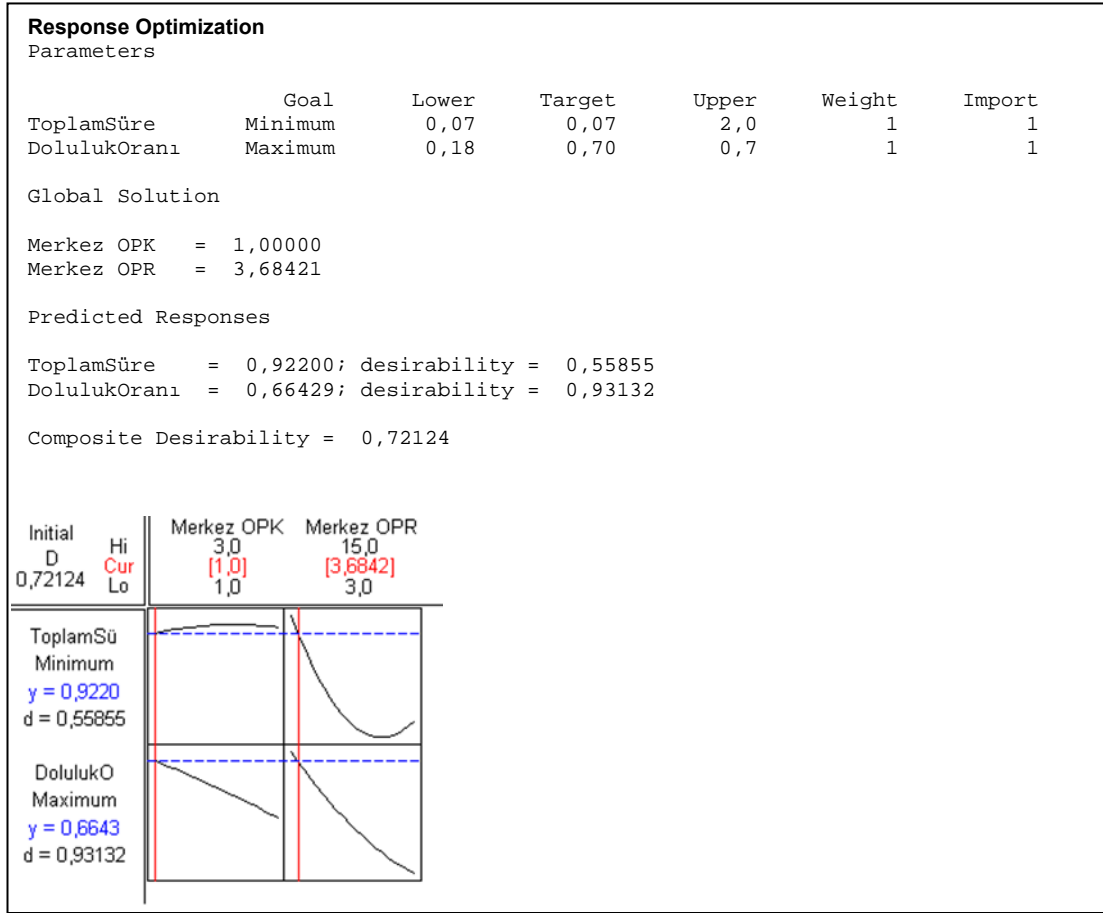 Response Optimization
Parameters
Goal Lower Target Upper Weight Import
ToplamSüre Minimum 0,07 0,07 2,0 1 1
DolulukOranı Maximum 0,18 0,70 0,7 1 1
Global Solution
Merkez OPK = 1,00000
Merkez OPR = 3,68421
Predicted Responses
ToplamSüre = 0,92200; desirability = 0,55855
DolulukOranı = 0,66429; desirability = 0,93132
Composite Desirability = 0,72124
Initial Merkez OPK Merkez OPR
Hi 3,0 15,0
D Cur [1,0] [3,6842]
0,72124 Lo 1,0 3,0
ToplamSü
Minimum
y = 0,9220
d = 0,55855
DolulukO
Maximum
y = 0,6643
d = 0,93132